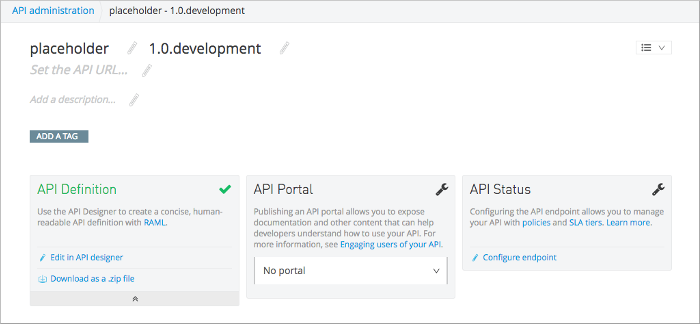 API administration placeholder - 1.0.development
placeholder 1.0.development
Set the API URL...
Add a description...
ADD A TAG
API Definition
Use the API Designer to create a concise, human-
readable API definition with RAML.
Edit in API designer
Download as a .zip file
API Portal
Publishing an API portal allows you to expose
documentation and other content that can help
developers understand how to use your API. For
more information, see Engaging users of your API.
No portal
API Status
Configuring the API endpoint allows you to manage
your API with policies and SLA tiers. Learn more.
Configure endpoint